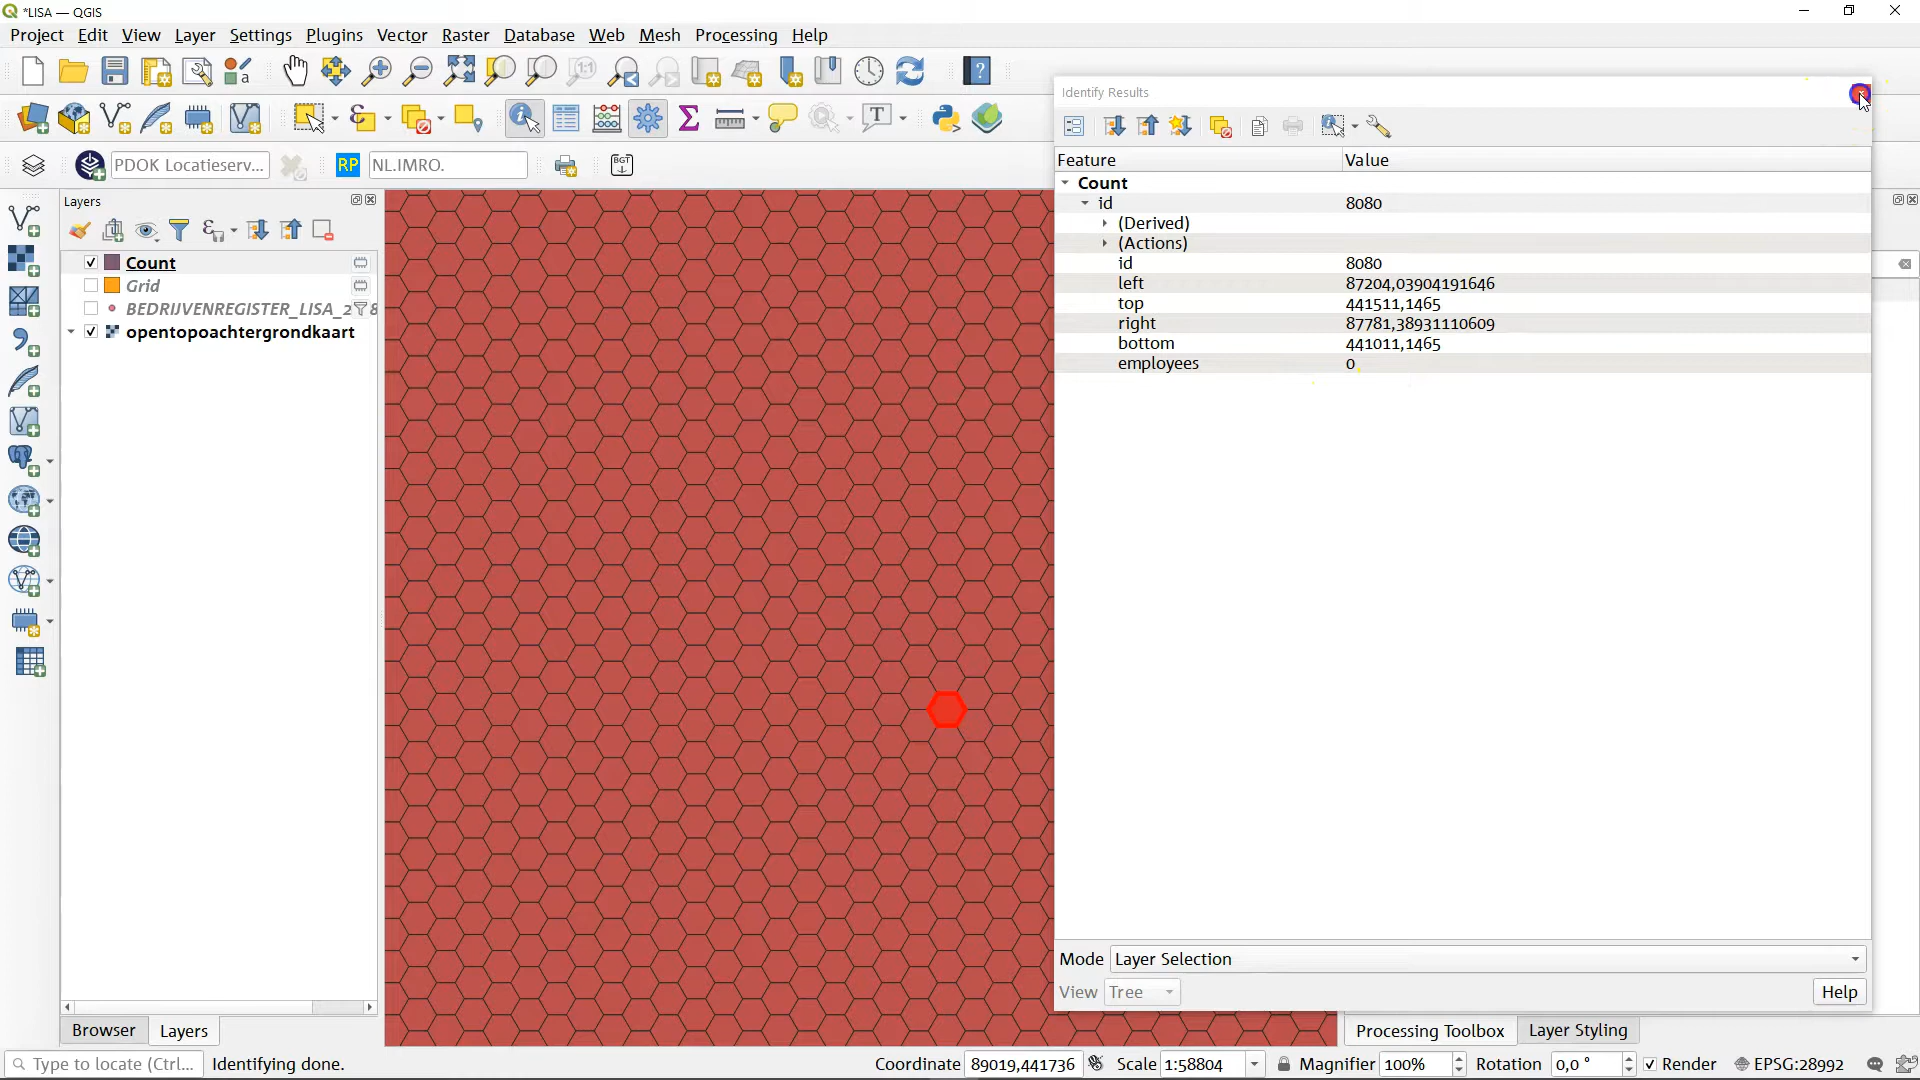 *LISA — QGIS
Project Edit View Layer Settings Plugins Vector Raster Database Web Mesh Processing Help
PDOK Locatieserv...
RP
NL.IMRO.
BGT
Layers
Count
Grid
BEDRIJVENREGISTER_LISA_2
8
opentopoachtergrondkaart
Browser
Layers
Identify Results
Feature Value
Count
id 8080
(Derived)
(Actions)
id 8080
left 87204,03904191646
top 441511,1465
right 87781,38931110609
bottom 441011,1465
employees 0
Mode Layer Selection
View Tree
Help
Processing Toolbox
Layer Styling
Type to locate (Ctrl...
Identifying done.
Coordinate 89019,441736
Scale 1:58804
Magnifier 100%
Rotation 0,0 °
Render
EPSG:28992